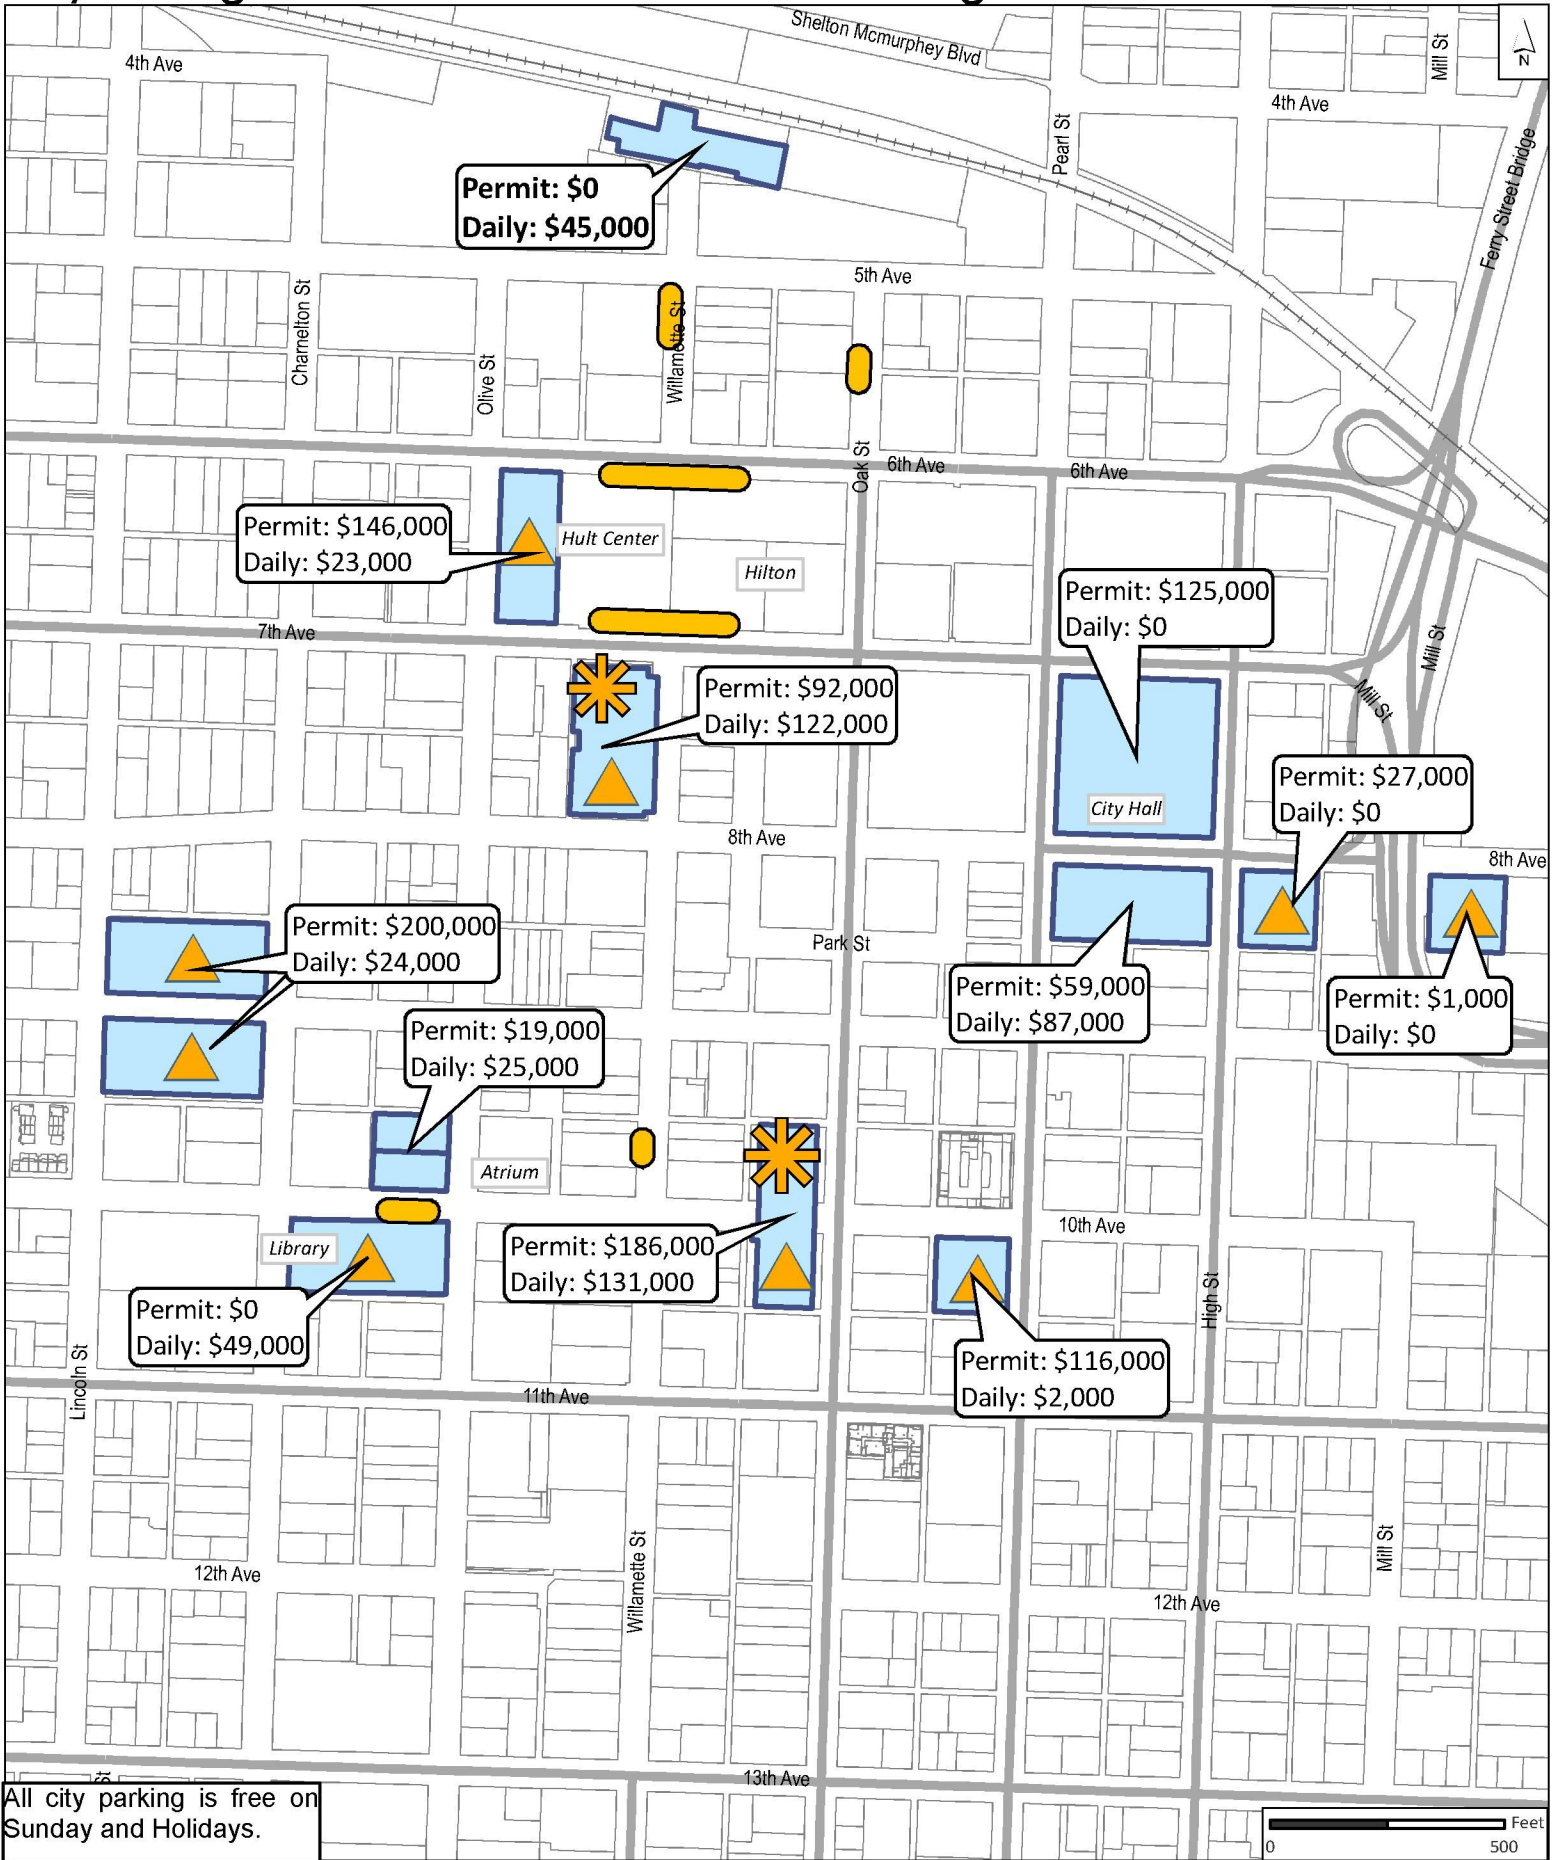 Shelton Mcmurphey Blvd
Mill St
N
4th Ave
4th Ave
Pearl St
Ferry Street Bridge
Permit: $0
Daily: $45,000
5th Ave
Charnelton St
Olive St
Willamette St
Oak St
6th Ave
6th Ave
Permit: $146,000
Daily: $23,000
Hult Center
Hilton
Permit: $125,000
Daily: $0
7th Ave
Mill St
Mill St
Permit: $92,000
Daily: $122,000
Permit: $27,000
Daily: $0
City Hall
8th Ave
8th Ave
Permit: $200,000
Daily: $24,000
Park St
Permit: $59,000
Daily: $87,000
Permit: $1,000
Daily: $0
Permit: $19,000
Daily: $25,000
Atrium
10th Ave
Library
Permit: $186,000
Daily: $131,000
High St
Permit: $0
Daily: $49,000
Permit: $116,000
Daily: $2,000
Lincoln St
11th Ave
Willamette St
Mill St
12th Ave
12th Ave
13th Ave
St
All city parking is free on
Sunday and Holidays.
Feet
0 500